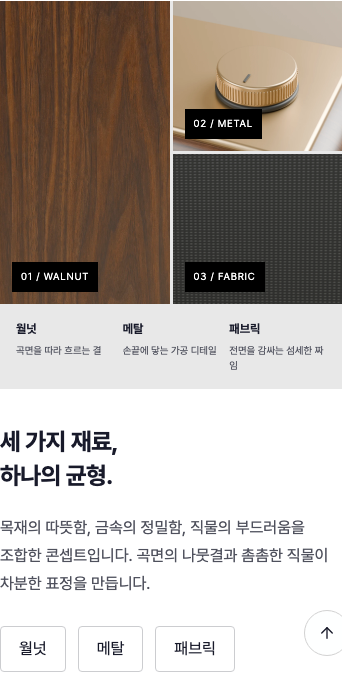 02 / METAL
01 / WALNUT
03 / FABRIC
월넛
곡면을 따라 흐르는 결
메탈
손끝에 닿는 가공 디테일
패브릭
전면을 감싸는 섬세한 짜
임
세 가지 재료,
하나의 균형.
목재의 따뜻함, 금속의 정밀함, 직물의 부드러움을
조합한 콘셉트입니다. 곡면의 나뭇결과 촘촘한 직물이
차분한 표정을 만듭니다.
월넛
메탈
패브릭